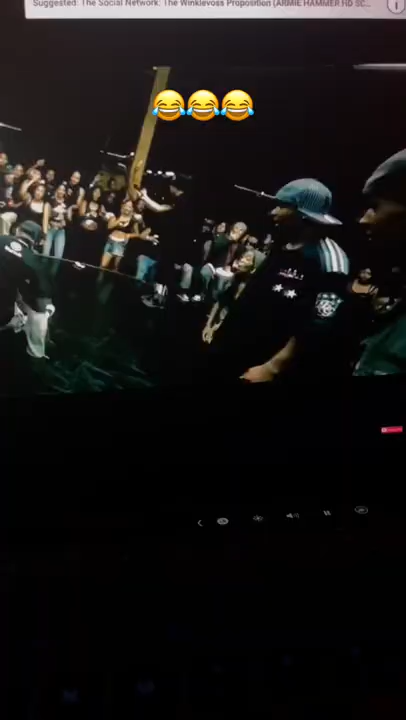 Suggested: The Social Network: The Winklevoss Proposition (ARMIE HAMMER HD SC...